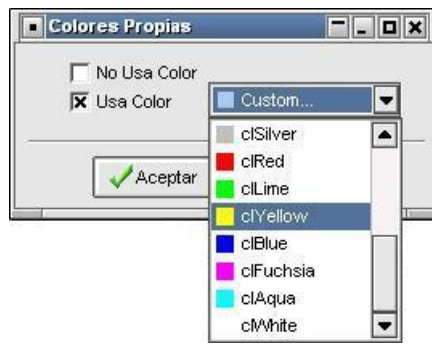 Colores Propias
No Usa Color
Usa Color
Custom...
clSilver
clRed
clLime
clYellow
clBlue
clFuchsia
clAqua
clWhite
Aceptar